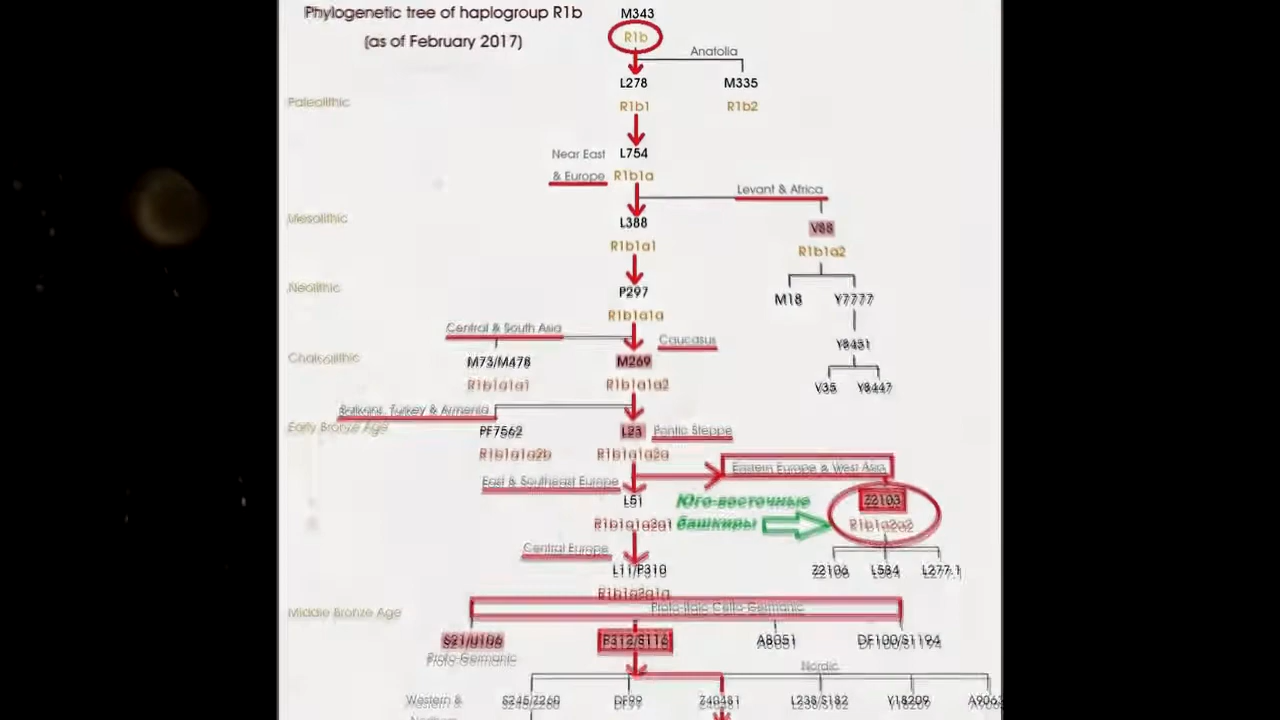 Phylogenetic tree of haplogroup R1b
(as of February 2017)
M343
R1b
Anatolia
L278
M335
R1b1
R1b2
Paleolithic
Near East
& Europe
L754
R1b1a
Levant & Africa
Mesolithic
L388
V88
R1b1a1
R1b1a2
Neolithic
P297
M18
Y7777
R1b1a1a
Central & South Asia
Caucasus
Y8451
Chalcolithic
M73/M478
M269
R1b1a1a1
R1b1a1a2
V35
Y8447
Balkans, Turkey & Armenia
Early Bronze Age
PF7562
L23
Pontic Steppe
R1b1a1a2b
R1b1a1a2a
Eastern Europe & West Asia
East & Southeast Europe
L51
Юго-восточные
башкиры
Z2103
R1b1a2a1
R1b1a2a2
Central Europe
L11/P310
Z2106
L584
L277.1
R1b1a2a1a
Middle Bronze Age
Proto-Italo-Celto-Germanic
S21/U106
P312/S116
A8051
DF100/S1194
Proto-Germanic
Nordic
Western &
Northern
S245/Z260
DF99
Z40481
L238/S182
Y18209